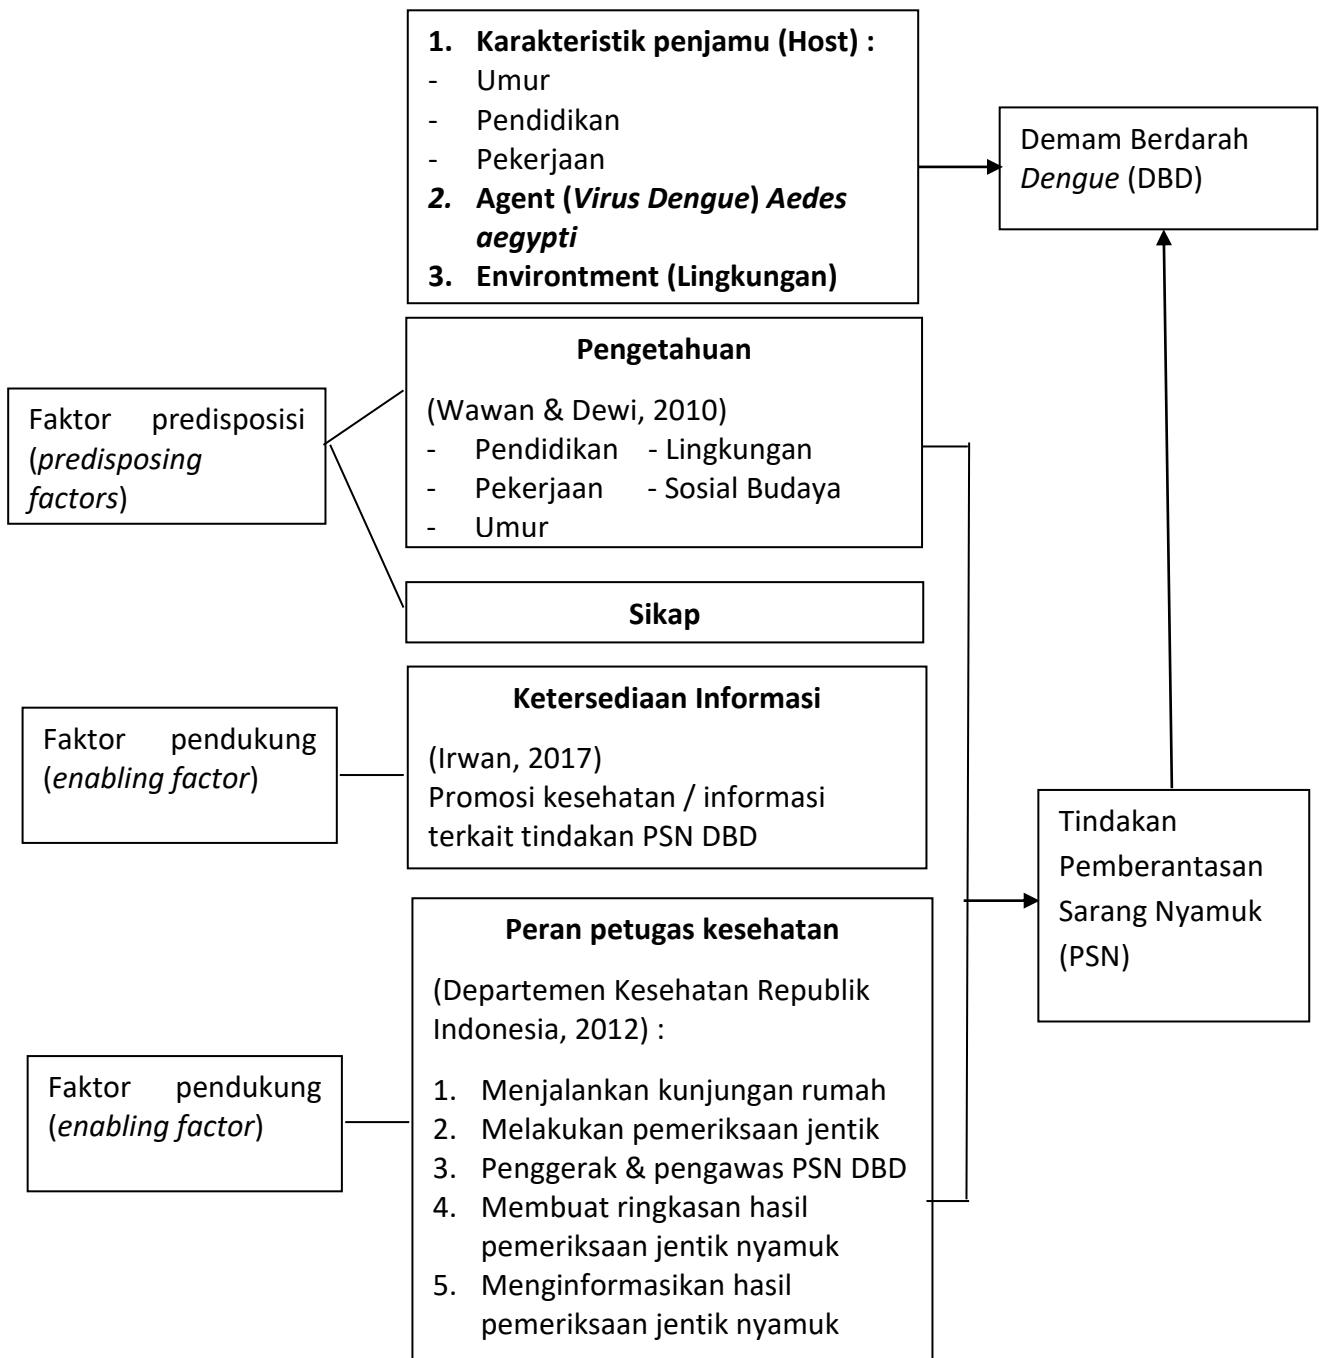 1. Karakteristik penjamu (Host) :
- Umur
- Pendidikan
- Pekerjaan
2. Agent (Virus Dengue) Aedes
aegypti
3. Environtment (Lingkungan)
Demam Berdarah
Dengue (DBD)
Faktor predisposisi
(predisposing
factors)
Pengetahuan
(Wawan & Dewi, 2010)
- Pendidikan - Lingkungan
- Pekerjaan - Sosial Budaya
- Umur
Sikap
Faktor pendukung
(enabling factor)
Ketersediaan Informasi
(Irwan, 2017)
Promosi kesehatan / informasi
terkait tindakan PSN DBD
Tindakan
Pemberantasan
Sarang Nyamuk
(PSN)
Faktor pendukung
(enabling factor)
Peran petugas kesehatan
(Departemen Kesehatan Republik
Indonesia, 2012) :
1. Menjalankan kunjungan rumah
2. Melakukan pemeriksaan jentik
3. Penggerak & pengawas PSN DBD
4. Membuat ringkasan hasil
pemeriksaan jentik nyamuk
5. Menginformasikan hasil
pemeriksaan jentik nyamuk